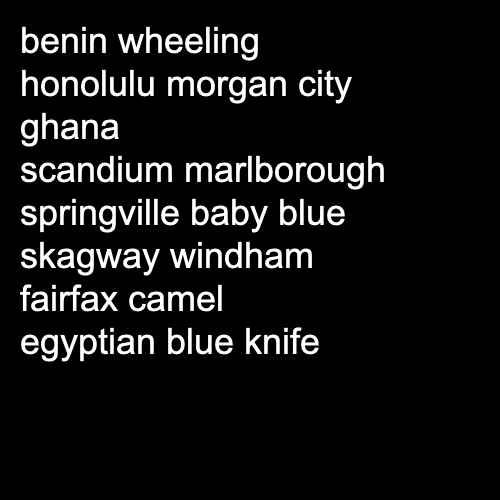 benin wheeling
honolulu morgan city
ghana
scandium marlborough
springville baby blue
skagway windham
fairfax camel
egyptian blue knife